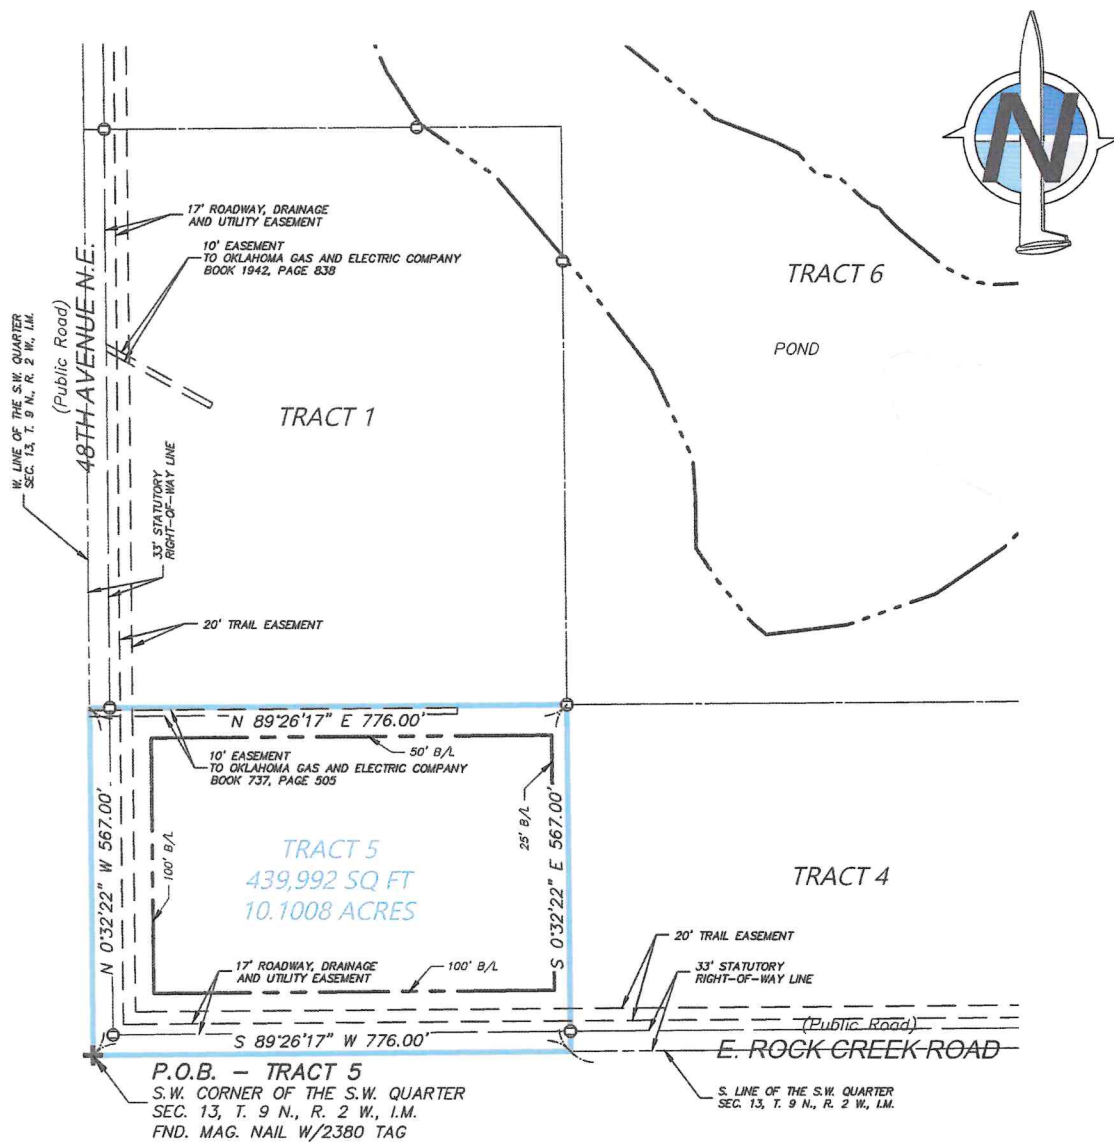 N
17' ROADWAY, DRAINAGE
AND UTILITY EASEMENT
10' EASEMENT
TO OKLAHOMA GAS AND ELECTRIC COMPANY
BOOK 1942, PAGE 838
TRACT 6
POND
W. LINE OF THE S.W. QUARTER
SEC. 13, T. 9 N., R. 2 W., I.M.
(Public Road)
48TH AVENUE N.E.
TRACT 1
33' STATUTORY
RIGHT-OF-WAY LINE
20' TRAIL EASEMENT
N 89°26'17" E 776.00'
50' B/L
10' EASEMENT
TO OKLAHOMA GAS AND ELECTRIC COMPANY
BOOK 737, PAGE 505
N 0°32'22" W 567.00'
100' B/L
TRACT 5
439,992 SQ FT
10.1008 ACRES
25' B/L
S 0°32'22" E 567.00'
TRACT 4
17' ROADWAY, DRAINAGE
AND UTILITY EASEMENT
100' B/L
20' TRAIL EASEMENT
33' STATUTORY
RIGHT-OF-WAY LINE
(Public Road)
E. ROCK CREEK ROAD
S 89°26'17" W 776.00'
P.O.B. - TRACT 5
S.W. CORNER OF THE S.W. QUARTER
SEC. 13, T. 9 N., R. 2 W., I.M.
FND. MAG. NAIL W/2380 TAG
S. LINE OF THE S.W. QUARTER
SEC. 13, T. 9 N., R. 2 W., I.M.